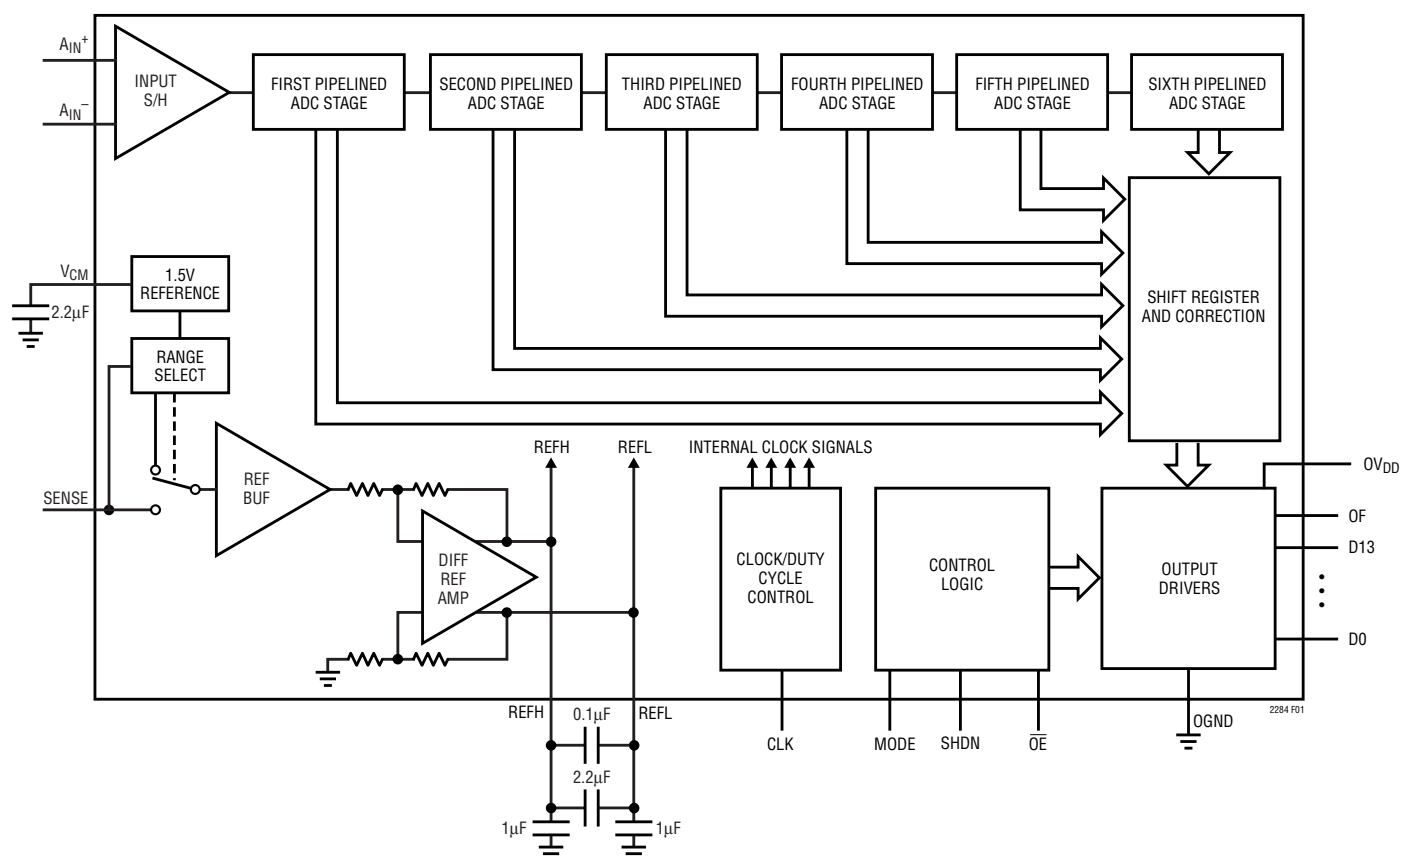 AIN+
AIN–
INPUT
S/H
FIRST PIPELINED
ADC STAGE
SECOND PIPELINED
ADC STAGE
THIRD PIPELINED
ADC STAGE
FOURTH PIPELINED
ADC STAGE
FIFTH PIPELINED
ADC STAGE
SIXTH PIPELINED
ADC STAGE
VCM
2.2µF
1.5V
REFERENCE
RANGE
SELECT
SHIFT REGISTER
AND CORRECTION
SENSE
REF
BUF
DIFF
REF
AMP
REFH
REFL
INTERNAL CLOCK SIGNALS
CLOCK/DUTY
CYCLE
CONTROL
CONTROL
LOGIC
OUTPUT
DRIVERS
OVDD
OF
D13
D0
REFH
0.1µF
REFL
2.2µF
1µF
1µF
CLK
MODE
SHDN
O̅E̅
OGND
2284 F01